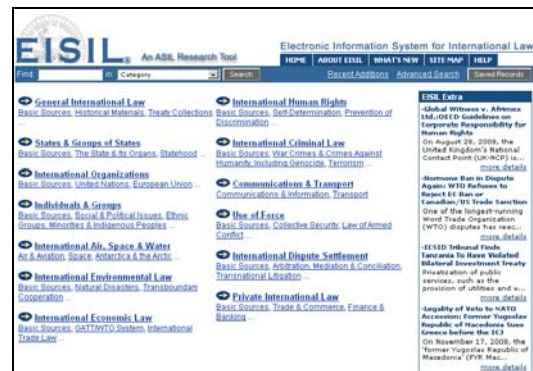 EISIL
An ASIL Research Tool
Electronic Information System for International Law
HOME ABOUT EISIL WHAT'S NEW SITE MAP HELP
Find: in Category Search Recent Additions Advanced Search Saved Records
General International Law
Basic Sources, Historical Materials, Treaty Collections
...
States & Groups of States
Basic Sources, The State & Its Organs, Statehood ...
International Organizations
Basic Sources, United Nations, European Union ...
Individuals & Groups
Basic Sources, Social & Political Issues, Ethnic
Groups, Minorities & Indigenous Peoples ...
International Air, Space & Water
Air & Aviation, Space, Antarctica & the Arctic ...
International Environmental Law
Basic Sources, Natural Disasters, Transboundary
Cooperation ...
International Economic Law
Basic Sources, GATT/WTO System, International
Trade Law ...
International Human Rights
Basic Sources, Self-Determination, Prevention of
Discrimination ...
International Criminal Law
Basic Sources, War Crimes & Crimes Against
Humanity, Including Genocide, Terrorism ...
Communications & Transport
Communications & Information, Transport
Use of Force
Basic Sources, Collective Security, Law of Armed
Conflict ...
International Dispute Settlement
Basic Sources, Arbitration, Mediation & Conciliation,
Transnational Litigation ...
Private International Law
Basic Sources, Trade & Commerce, Finance &
Banking ...
EISIL Extra
-Global Witness v. Afrimex
Ltd.:OECD Guidelines on
Corporate Responsibility for
Human Rights
On August 28, 2008, the
United Kingdom's National
Contact Point (UK-NCP) is...
more details
-Hormone Ban in Dispute
Again: WTO Refuses to
Reject EC Ban or
Canadian/US Trade Sanction
One of the longest-running
Word Trade Organization
(WTO) disputes has reac...
more details
-ICSID Tribunal Finds
Tanzania To Have Violated
Bilateral Investment Treaty
Privatization of public
services, such as the
provision of utilities and w...
more details
-Legality of Veto to NATO
Accession: Former Yugoslav
Republic of Macedonia Sues
Greece before the ICJ
On November 17, 2008, the
'former Yugoslav Republic of
Macedonia' (FYR Mac...
more details